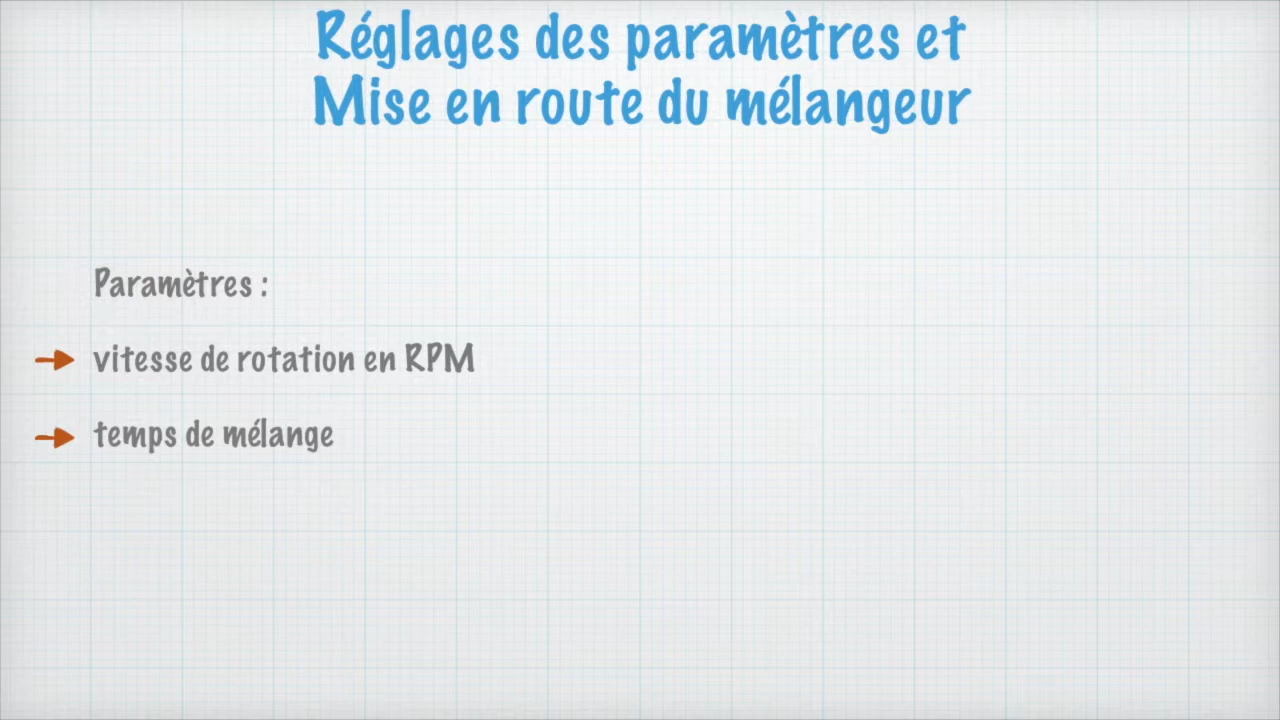 Réglages des paramètres et
Mise en route du mélangeur
Paramètres :
vitesse de rotation en RPM
temps de mélange